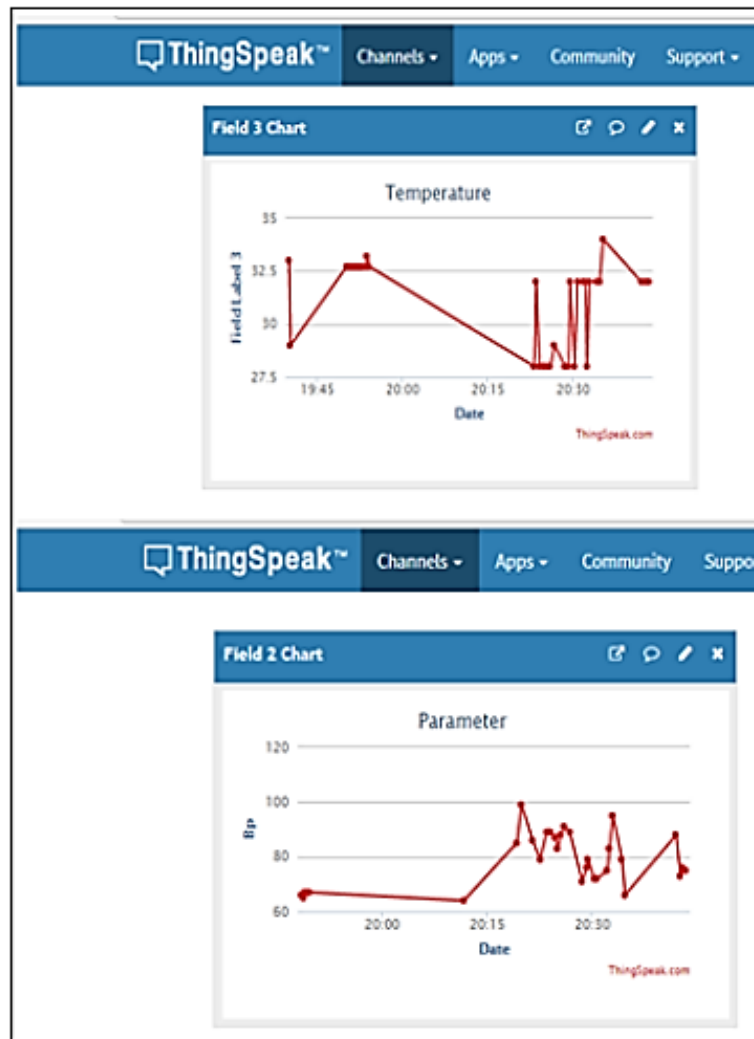 ThingSpeak™ Channels Apps Community Support
Field 3 Chart
Temperature
35
32.5
30
27.5
Field Label 3
19:45 20:00 20:15 20:30
Date
ThingSpeak.com
ThingSpeak™ Channels Apps Community Suppo
Field 2 Chart
Parameter
120
100
80
60
Bp
20:00 20:15 20:30
Date
ThingSpeak.com